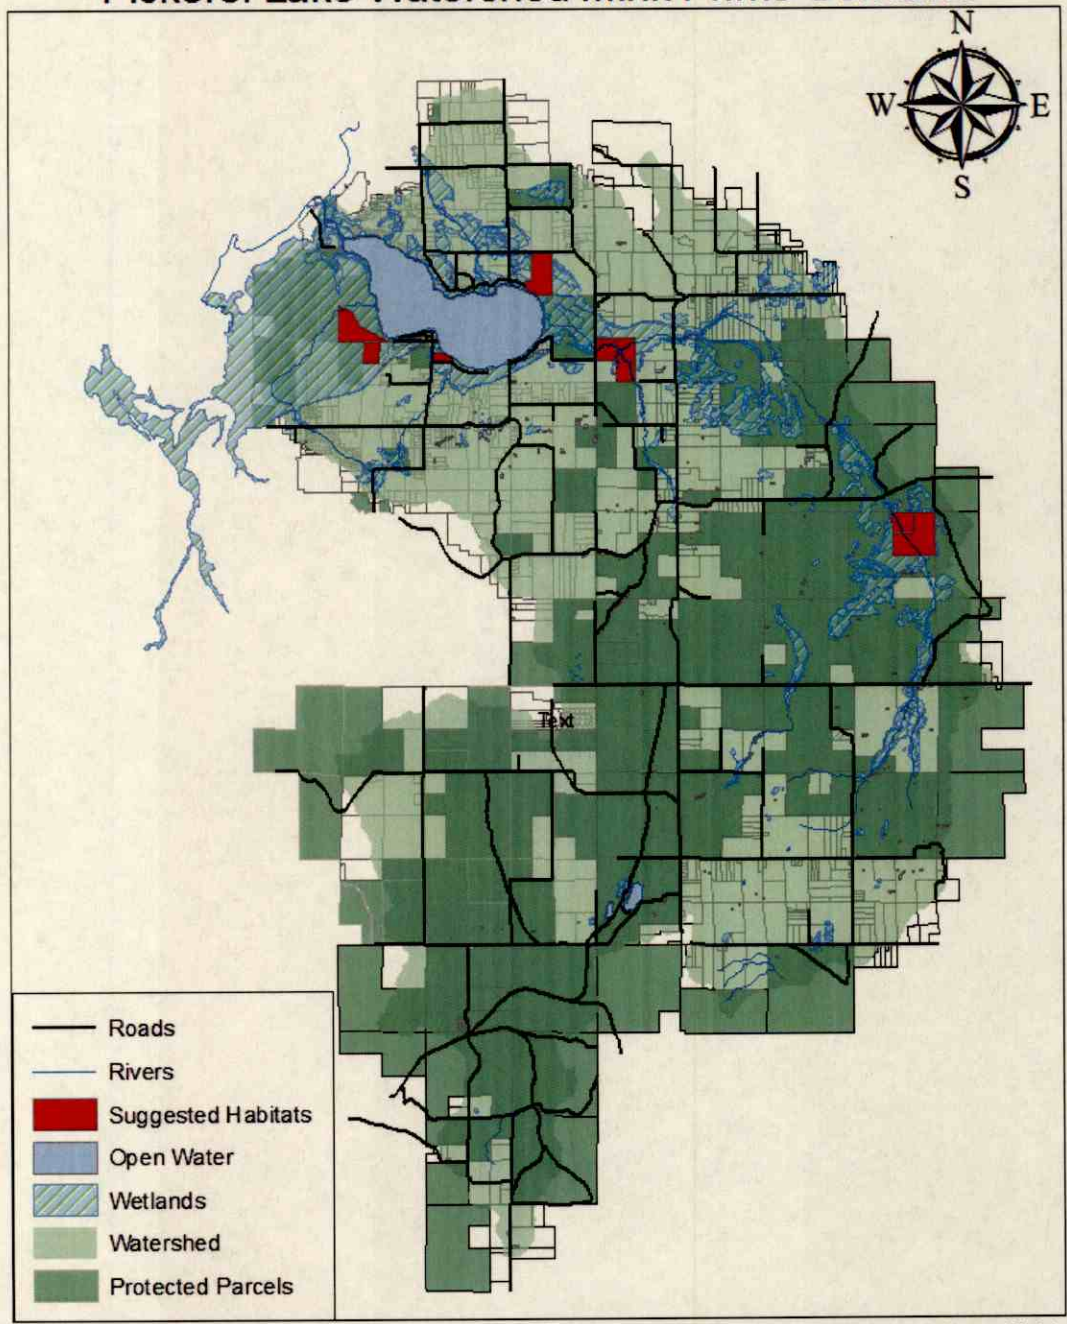 N
W E
S
Text
Roads
Rivers
Suggested Habitats
Open Water
Wetlands
Watershed
Protected Parcels